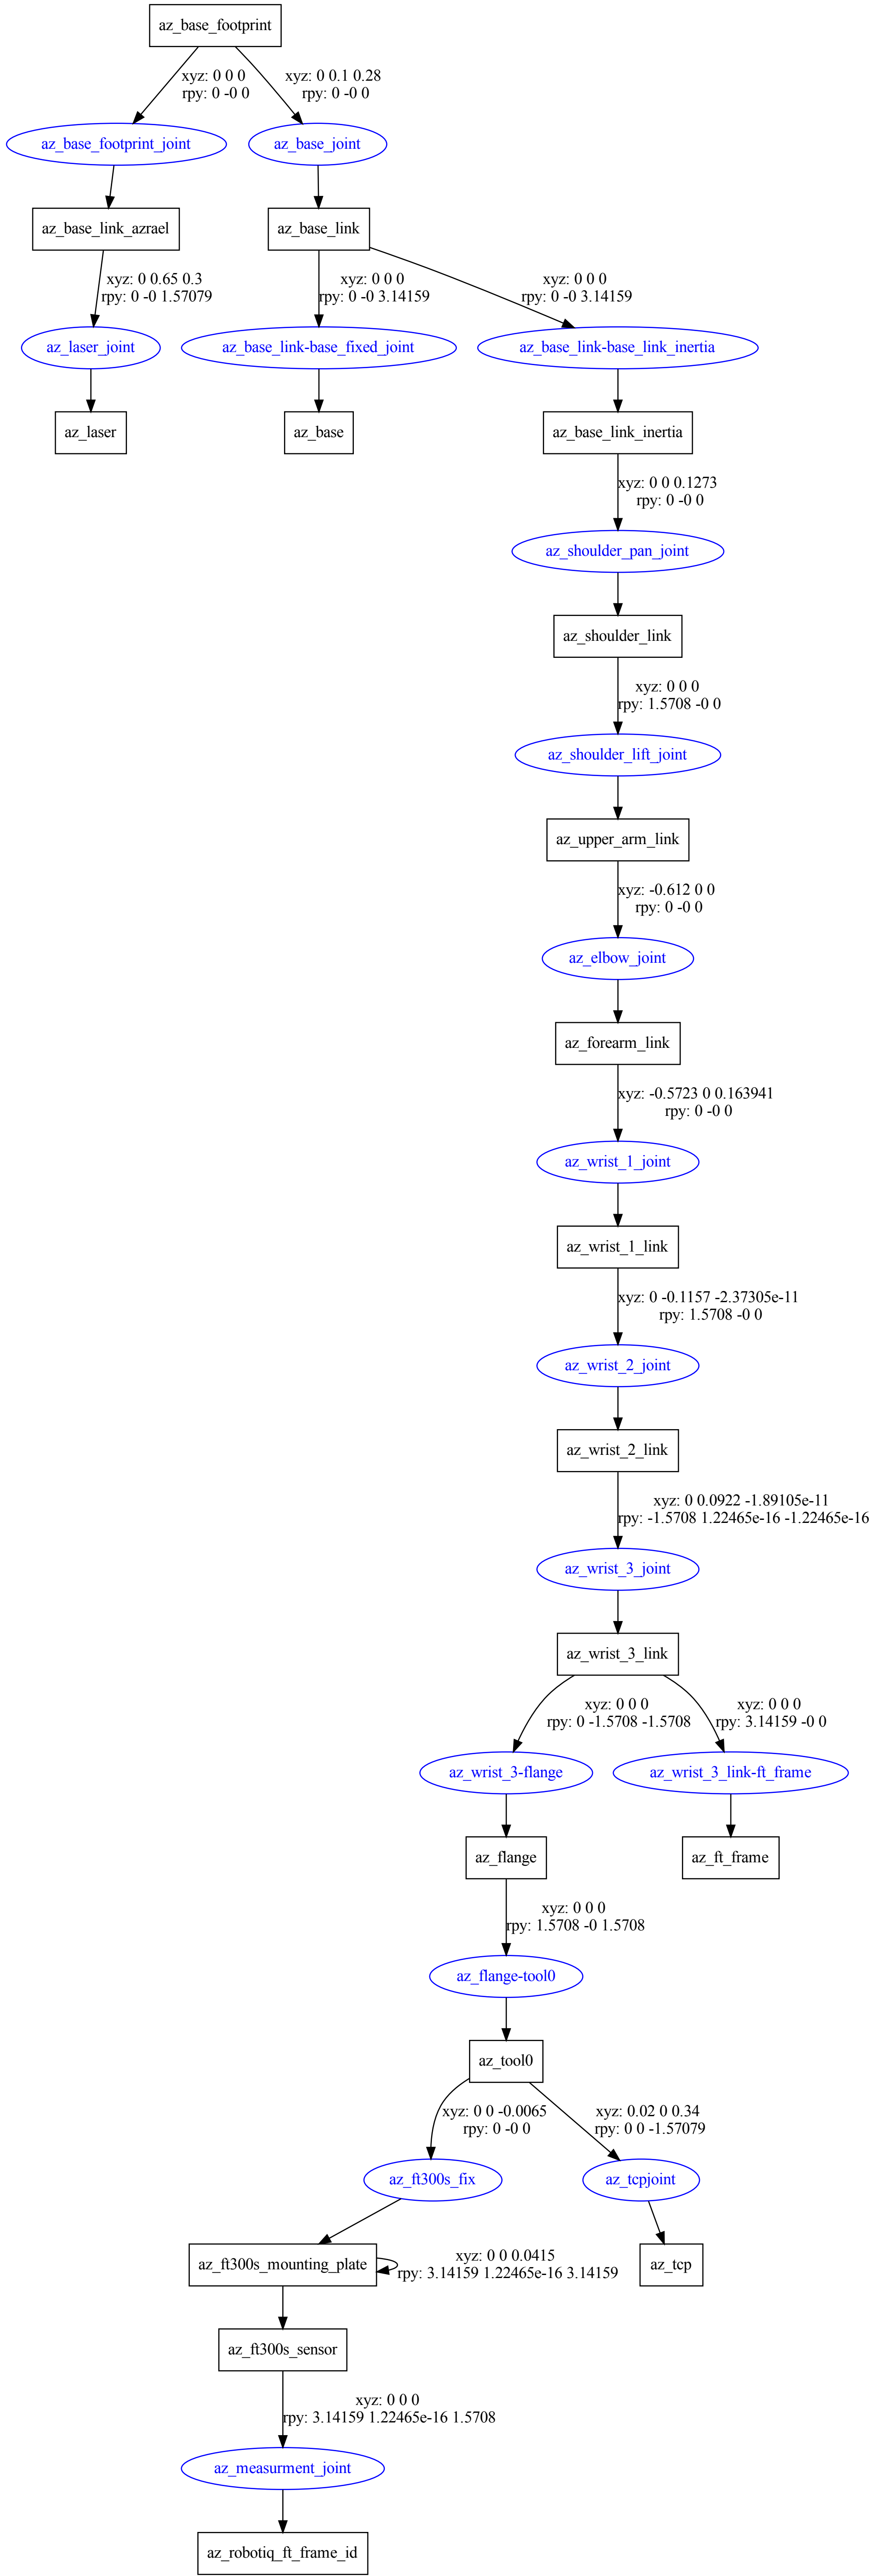 az_base_footprint
xyz: 0 0 0
rpy: 0 -0 0
xyz: 0 0.1 0.28
rpy: 0 -0 0
az_base_footprint_joint
az_base_joint
az_base_link_azrael
az_base_link
xyz: 0 0.65 0.3
rpy: 0 -0 1.57079
xyz: 0 0 0
rpy: 0 -0 3.14159
xyz: 0 0 0
rpy: 0 -0 3.14159
az_laser_joint
az_base_link-base_fixed_joint
az_base_link-base_link_inertia
az_laser
az_base
az_base_link_inertia
xyz: 0 0 0.1273
rpy: 0 -0 0
az_shoulder_pan_joint
az_shoulder_link
xyz: 0 0 0
rpy: 1.5708 -0 0
az_shoulder_lift_joint
az_upper_arm_link
xyz: -0.612 0 0
rpy: 0 -0 0
az_elbow_joint
az_forearm_link
xyz: -0.5723 0 0.163941
rpy: 0 -0 0
az_wrist_1_joint
az_wrist_1_link
xyz: 0 -0.1157 -2.37305e-11
rpy: 1.5708 -0 0
az_wrist_2_joint
az_wrist_2_link
xyz: 0 0.0922 -1.89105e-11
rpy: -1.5708 1.22465e-16 -1.22465e-16
az_wrist_3_joint
az_wrist_3_link
xyz: 0 0 0
rpy: 0 -1.5708 -1.5708
xyz: 0 0 0
rpy: 3.14159 -0 0
az_wrist_3-flange
az_wrist_3_link-ft_frame
az_flange
az_ft_frame
xyz: 0 0 0
rpy: 1.5708 -0 1.5708
az_flange-tool0
az_tool0
xyz: 0 0 -0.0065
rpy: 0 -0 0
xyz: 0.02 0 0.34
rpy: 0 0 -1.57079
az_ft300s_fix
az_tcpjoint
az_ft300s_mounting_plate
xyz: 0 0 0.0415
rpy: 3.14159 1.22465e-16 3.14159
az_tcp
az_ft300s_sensor
xyz: 0 0 0
rpy: 3.14159 1.22465e-16 1.5708
az_measurment_joint
az_robotiq_ft_frame_id